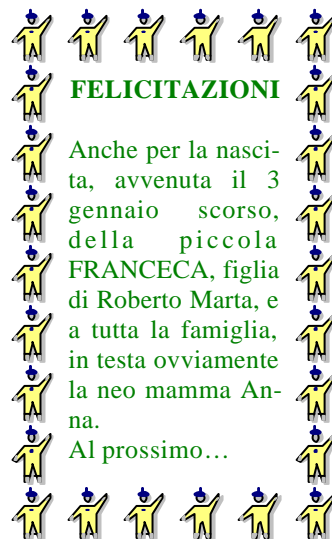 FELICITAZIONI
Anche per la nasci-
ta, avvenuta il 3
gennaio scorso,
della piccola
FRANCECA, figlia
di Roberto Marta, e
a tutta la famiglia,
in testa ovviamente
la neo mamma An-
na.
Al prossimo…